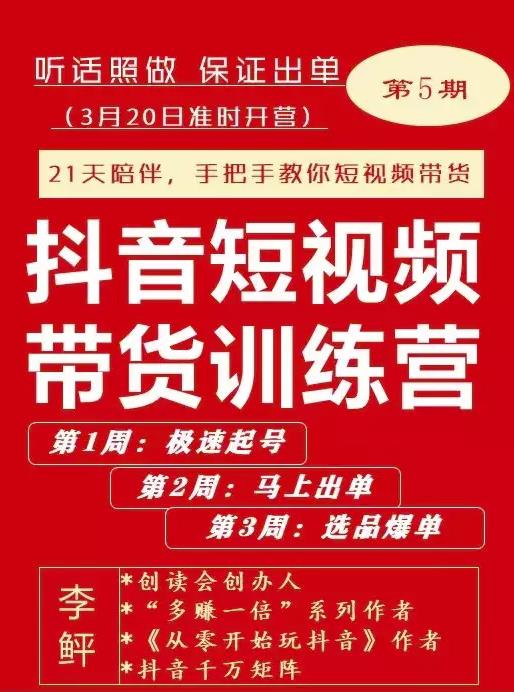 听话照做 保证出单
第5期
（3月20日准时开营）
21天陪伴，手把手教你短视频带货
抖音短视频
带货训练营
第1周：极速起号
第2周：马上出单
第3周：选品爆单
李鲆
*创读会创办人
*“多赚一倍”系列作者
*《从零开始玩抖音》作者
*抖音千万矩阵